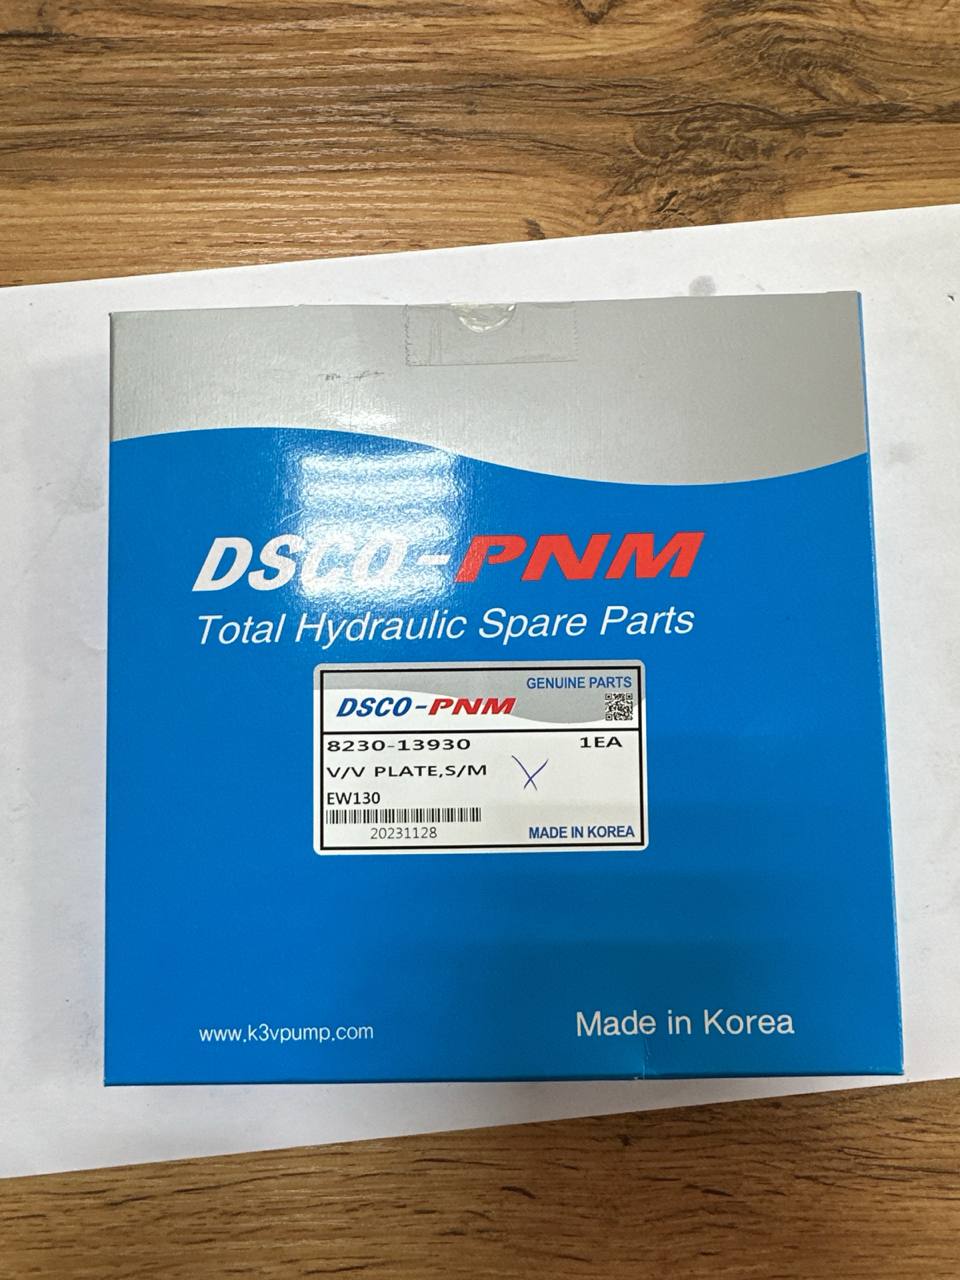 DSCO-PNM
Total Hydraulic Spare Parts
GENUINE PARTS
DSCO-PNM
8230-13930 1EA
V/V PLATE,S/M
EW130
20231128 MADE IN KOREA
www.k3vpump.com Made in Korea